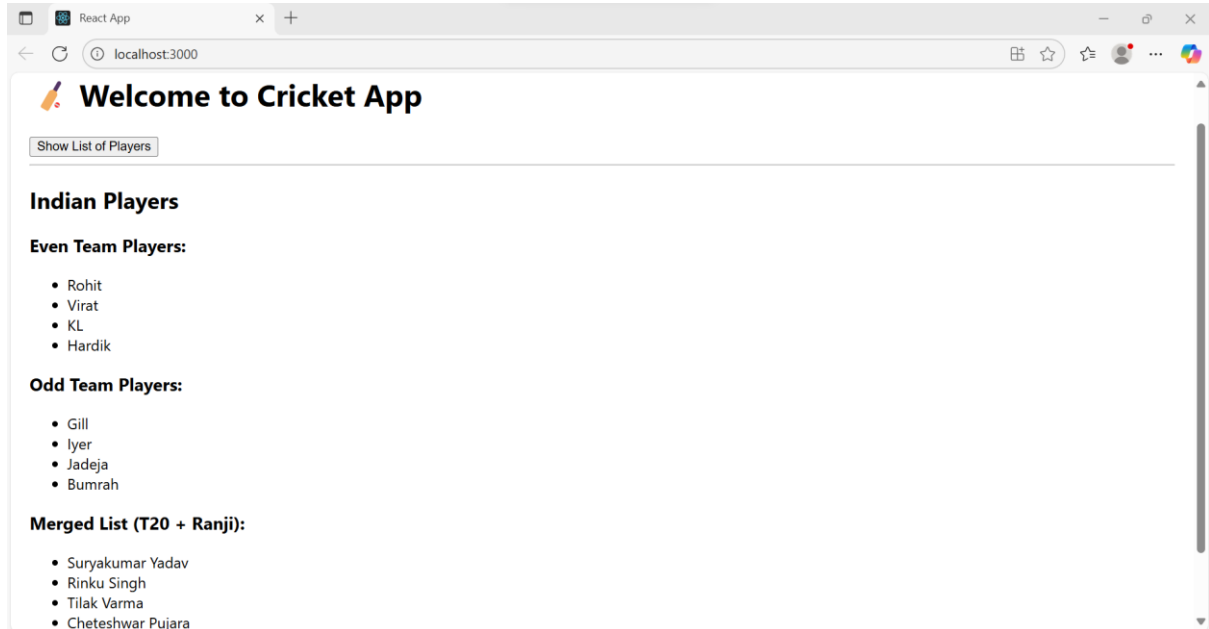 React App
localhost:3000
Welcome to Cricket App
Show List of Players
Indian Players
Even Team Players:
Rohit
Virat
KL
Hardik
Odd Team Players:
Gill
Iyer
Jadeja
Bumrah
Merged List (T20 + Ranji):
Suryakumar Yadav
Rinku Singh
Tilak Varma
Cheteshwar Pujara